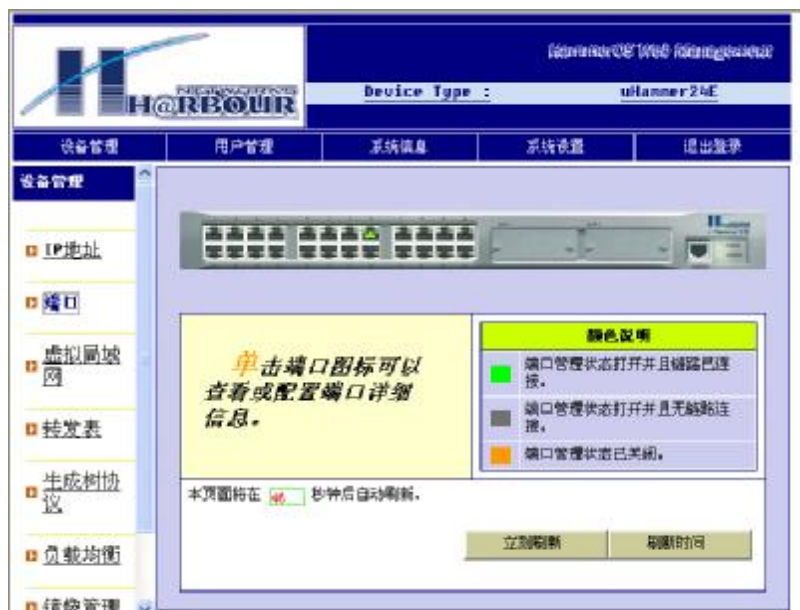 NETWORKS
H@RBOUR
HammerOS Web Management
Device Type :
uHammer24E
设备管理
用户管理
系统信息
系统设置
退出登录
设备管理
IP地址
端口
虚拟局域
网
转发表
生成树协
议
负载均衡
镜像管理
单击端口图标可以
查看或配置端口详细
信息。
颜色说明
端口管理状态打开并且链路已连
接。
端口管理状态打开并且无链路连
接。
端口管理状态已关闭。
本页面将在 46 秒钟后自动刷新。
立刻刷新
刷新时间